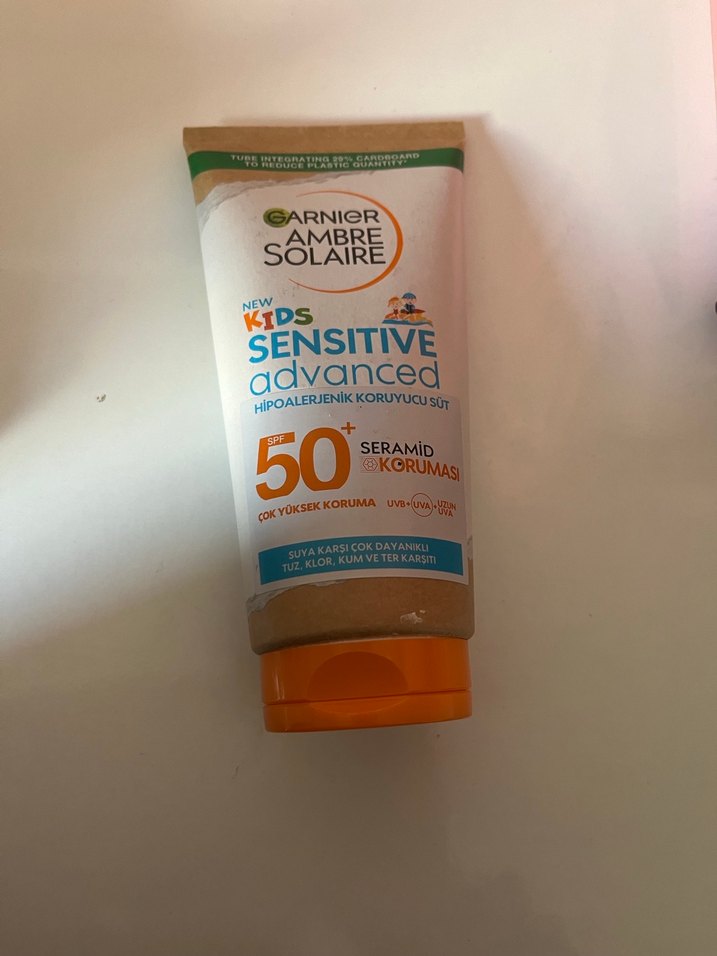 TUBE INTEGRATING 25% CARDBOARD
TO REDUCE PLASTIC QUANTITY*
GARNIER
AMBRE
SOLAIRE
NEW
KIDS
SENSITIVE
advanced
HİPOALERJENİK KORUYUCU SÜT
SPF
50+
SERAMİD
KORUMASI
ÇOK YÜKSEK KORUMA
UVB+ UVA + UZUN
UVA
SUYA KARŞI ÇOK DAYANIKLI
TUZ, KLOR, KUM VE TER KARŞITI